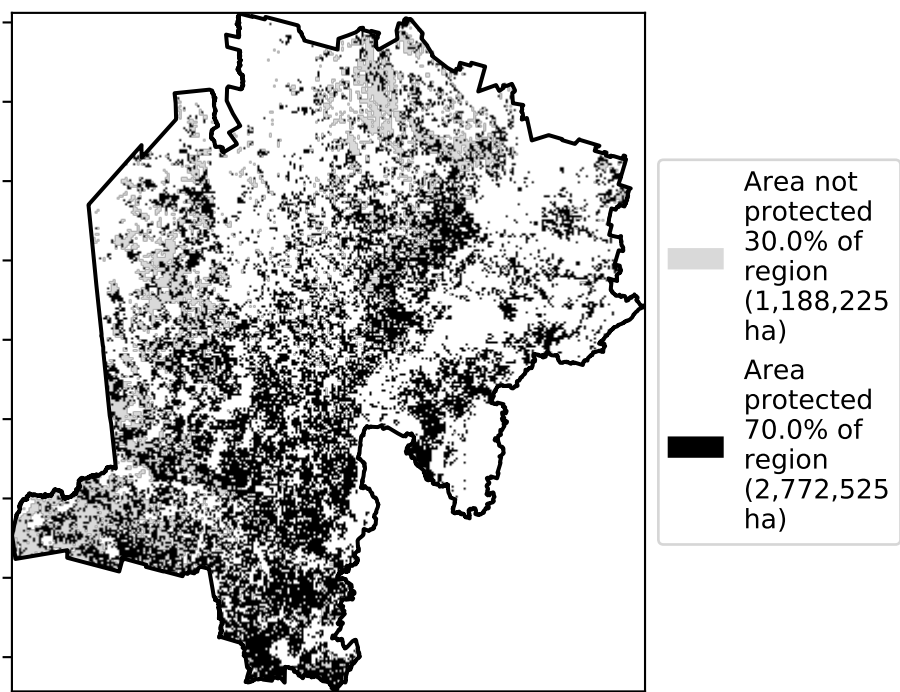 Area not
protected
30.0% of
region
(1,188,225
ha)
Area
protected
70.0% of
region
(2,772,525
ha)